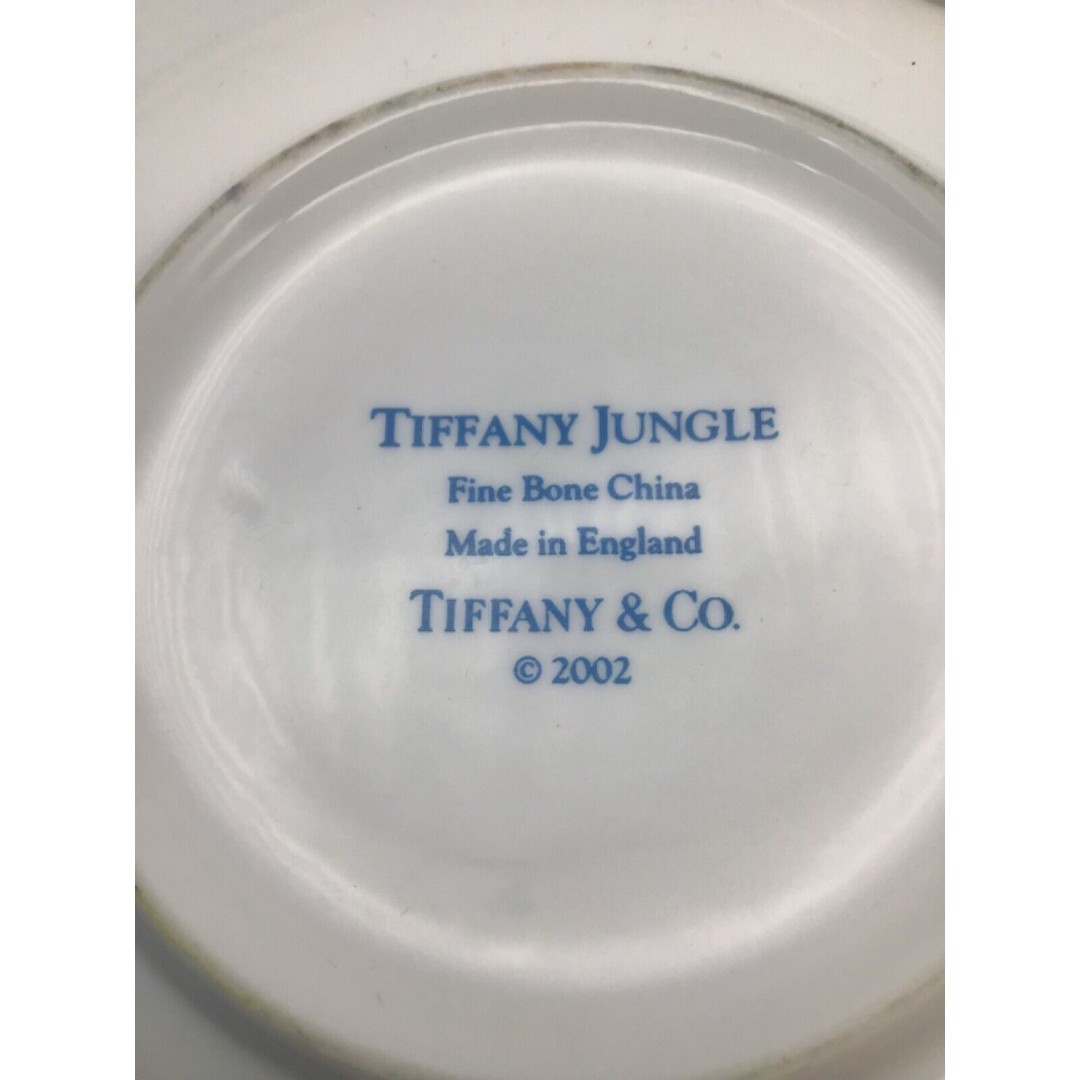 TIFFANY JUNGLE
Fine Bone China
Made in England
TIFFANY & CO.
© 2002